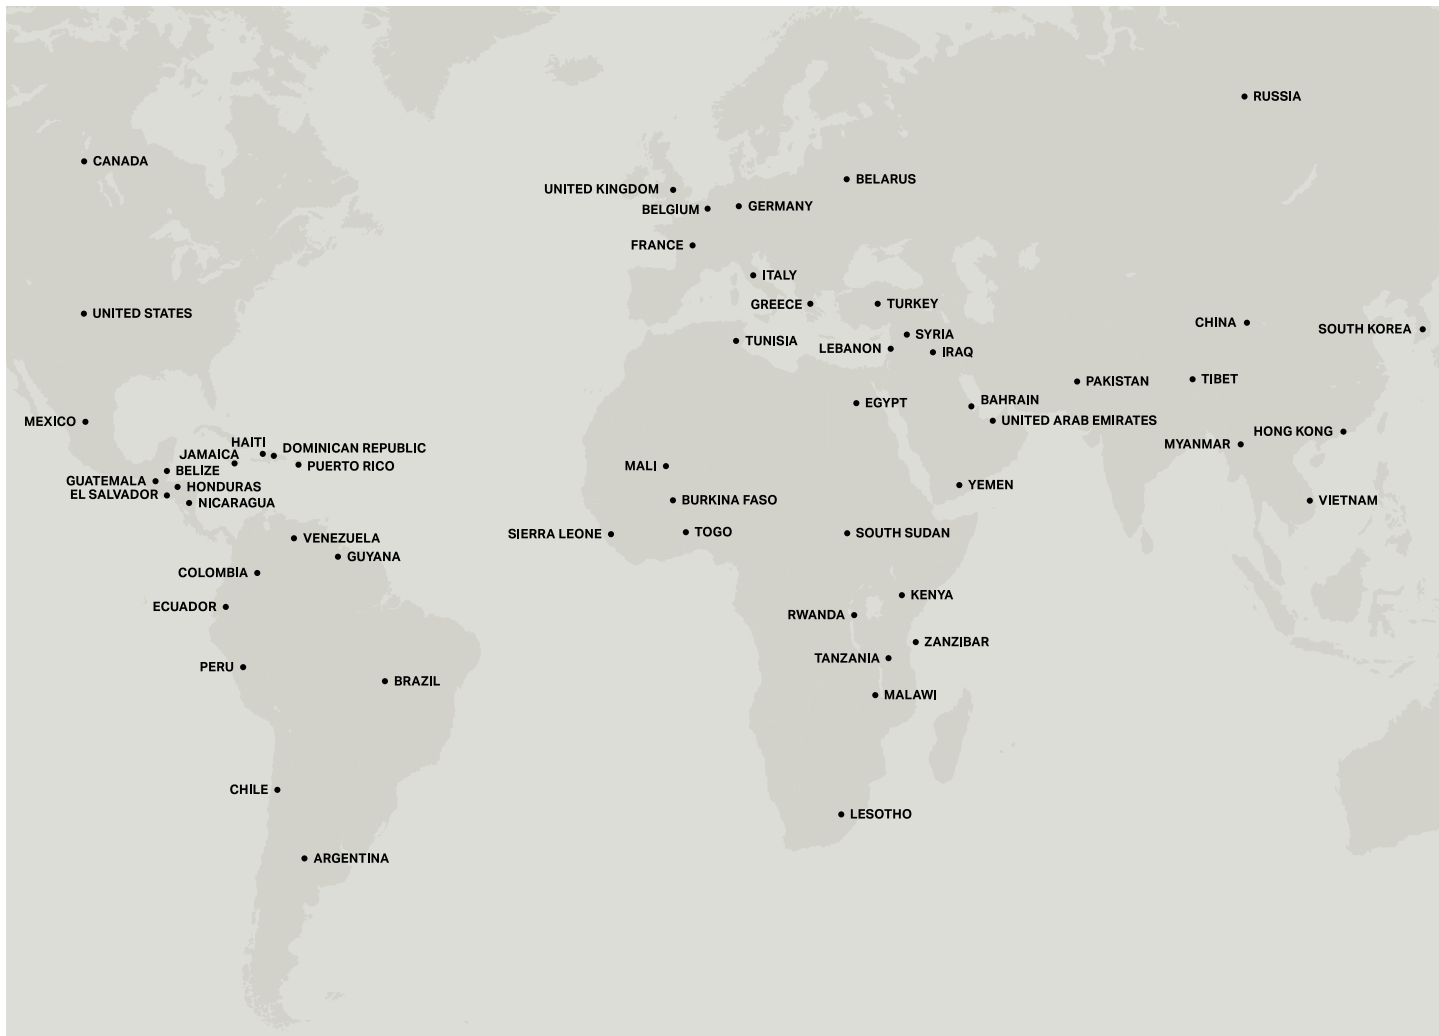 RUSSIA
CANADA
BELARUS
UNITED KINGDOM
BELGIUM
GERMANY
FRANCE
ITALY
GREECE
TURKEY
UNITED STATES
CHINA
SOUTH KOREA
SYRIA
TUNISIA
LEBANON
IRAQ
PAKISTAN
TIBET
EGYPT
BAHRAIN
MEXICO
UNITED ARAB EMIRATES
HONG KONG
HAITI
MYANMAR
DOMINICAN REPUBLIC
JAMAICA
PUERTO RICO
MALI
BELIZE
GUATEMALA
HONDURAS
YEMEN
EL SALVADOR
NICARAGUA
BURKINA FASO
VIETNAM
SIERRA LEONE
TOGO
SOUTH SUDAN
VENEZUELA
GUYANA
COLOMBIA
KENYA
ECUADOR
RWANDA
ZANZIBAR
TANZANIA
PERU
BRAZIL
MALAWI
CHILE
LESOTHO
ARGENTINA